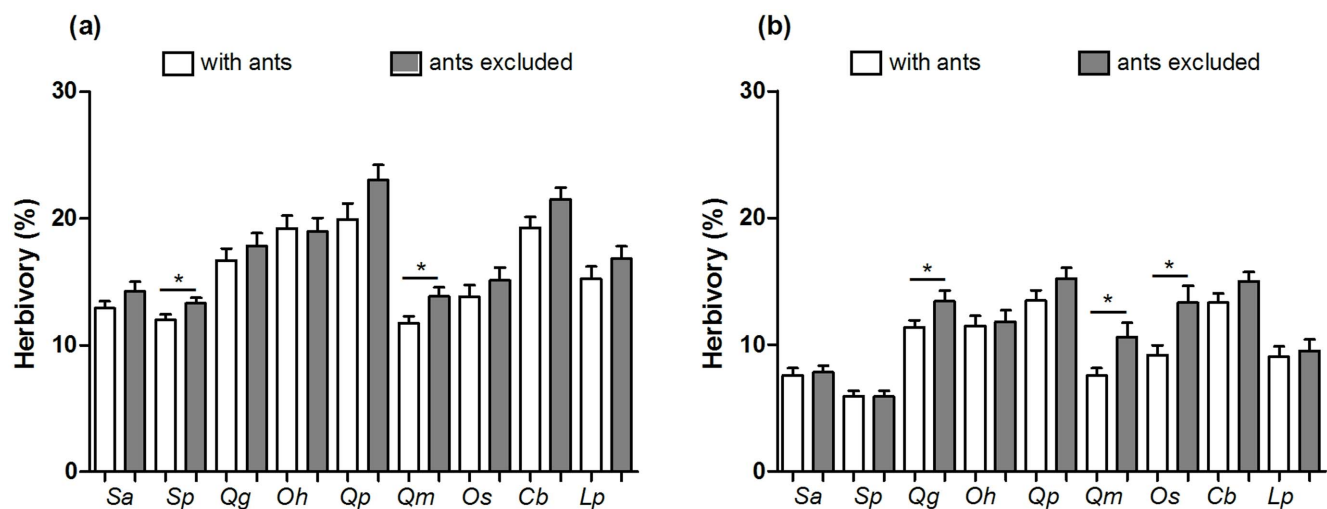 (a)
with ants
ants excluded
Herbivory (%)
30
20
10
0
*
*
Sa Sp Qg Oh Qp Qm Os Cb Lp
(b)
with ants
ants excluded
Herbivory (%)
30
20
10
0
*
*
*
Sa Sp Qg Oh Qp Qm Os Cb Lp